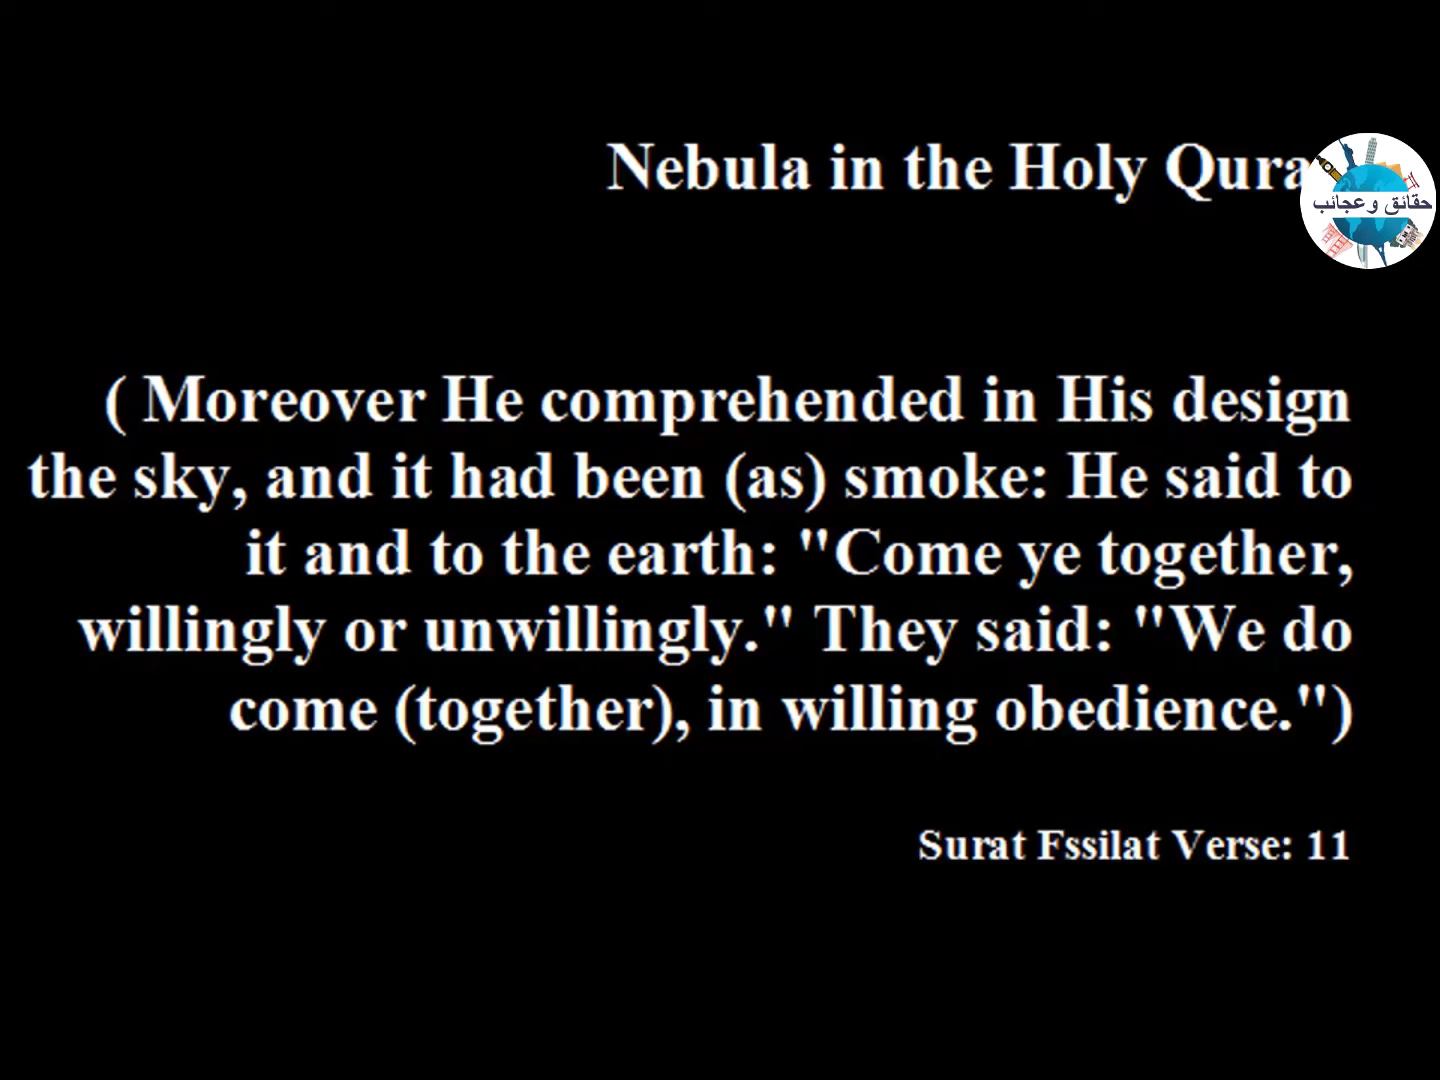 Nebula in the Holy Qura
حقائق وعجائب
( Moreover He comprehended in His design
the sky, and it had been (as) smoke: He said to
it and to the earth: "Come ye together,
willingly or unwillingly." They said: "We do
come (together), in willing obedience.")
Surat Fssilat Verse: 11